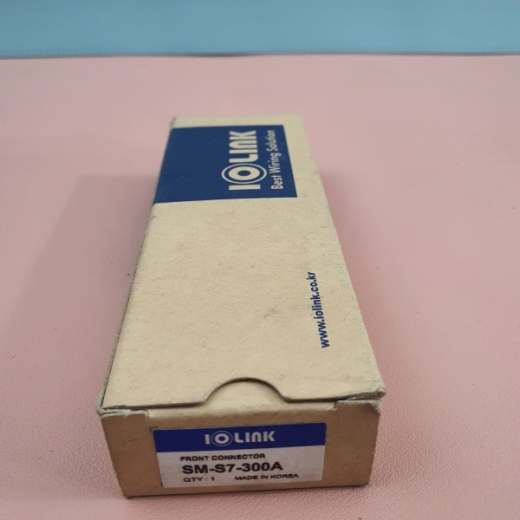 IOLINK
Best Wiring Solution
www.iolink.co.kr
IOLINK
FRONT CONNECTOR
SM-S7-300A
QTY : 1 MADE IN KOREA